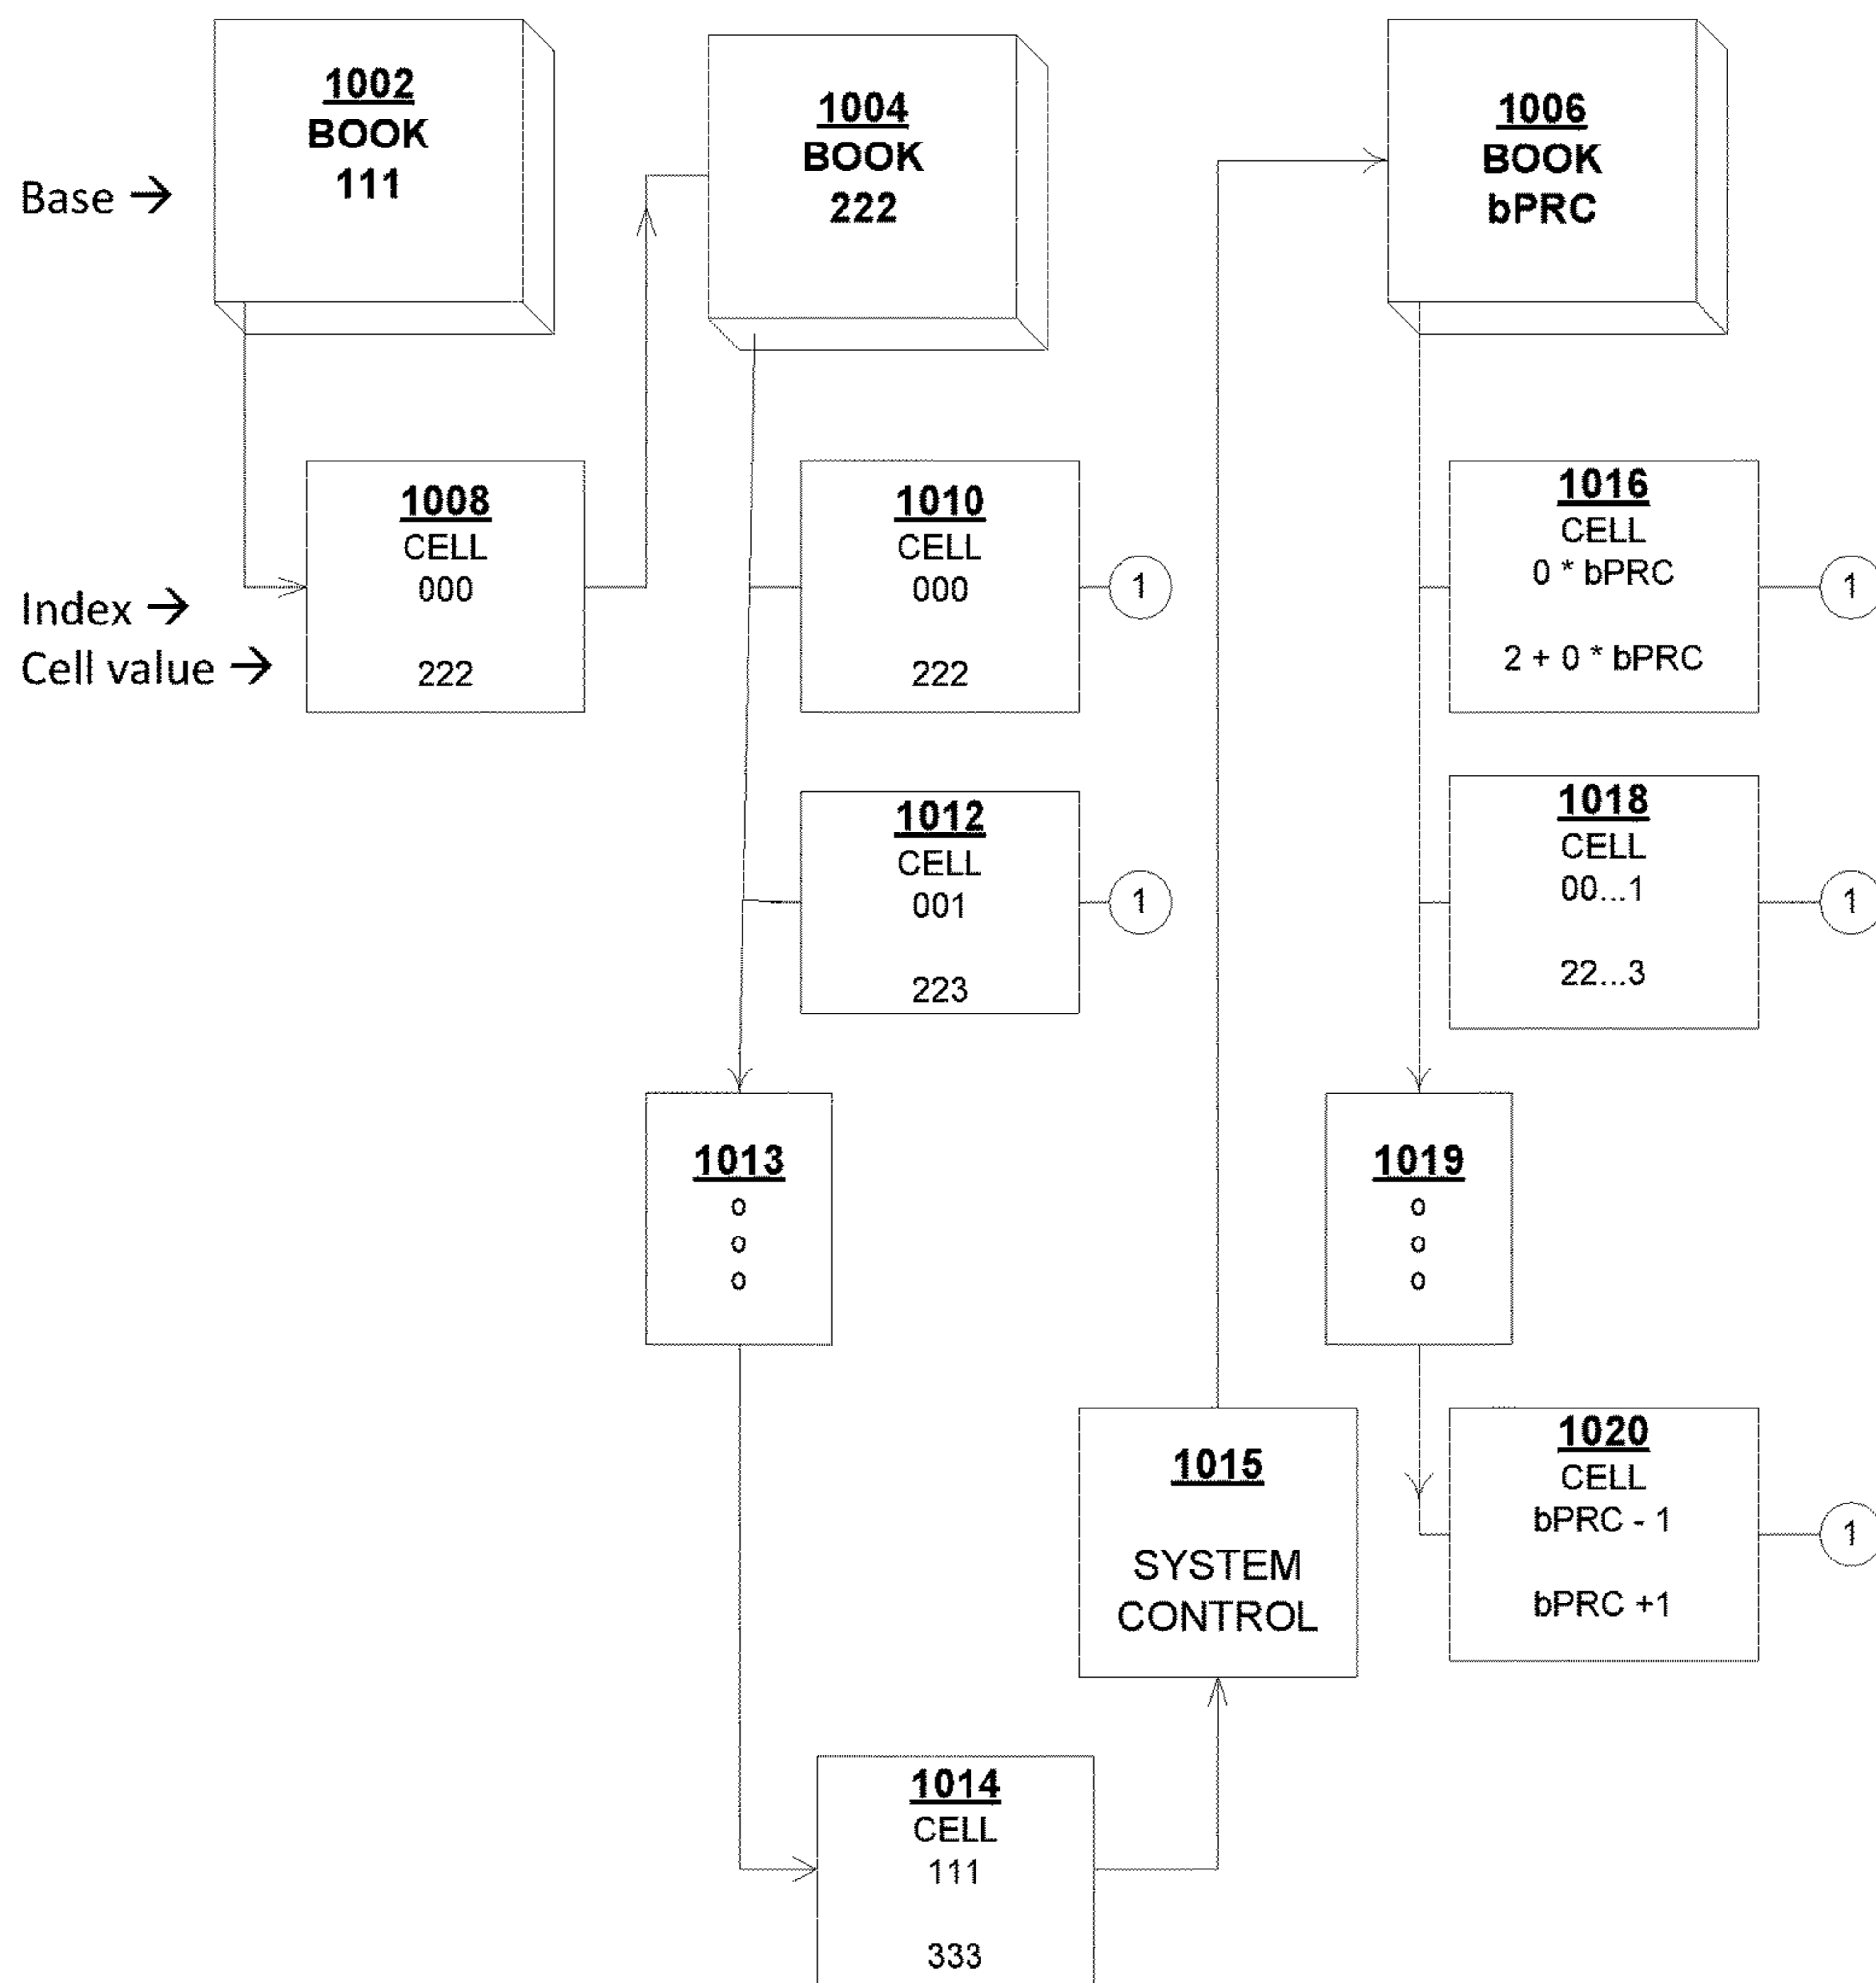 1002
BOOK
111
1004
BOOK
222
1006
BOOK
bPRC
Base →
1008
CELL
000
222
1010
CELL
000
222
1
1016
CELL
0 * bPRC
2 + 0 * bPRC
1
Index →
Cell value →
1012
CELL
001
223
1
1018
CELL
00...1
22...3
1
1013
o
o
o
1019
o
o
o
1015
SYSTEM
CONTROL
1020
CELL
bPRC - 1
bPRC +1
1
1014
CELL
111
333